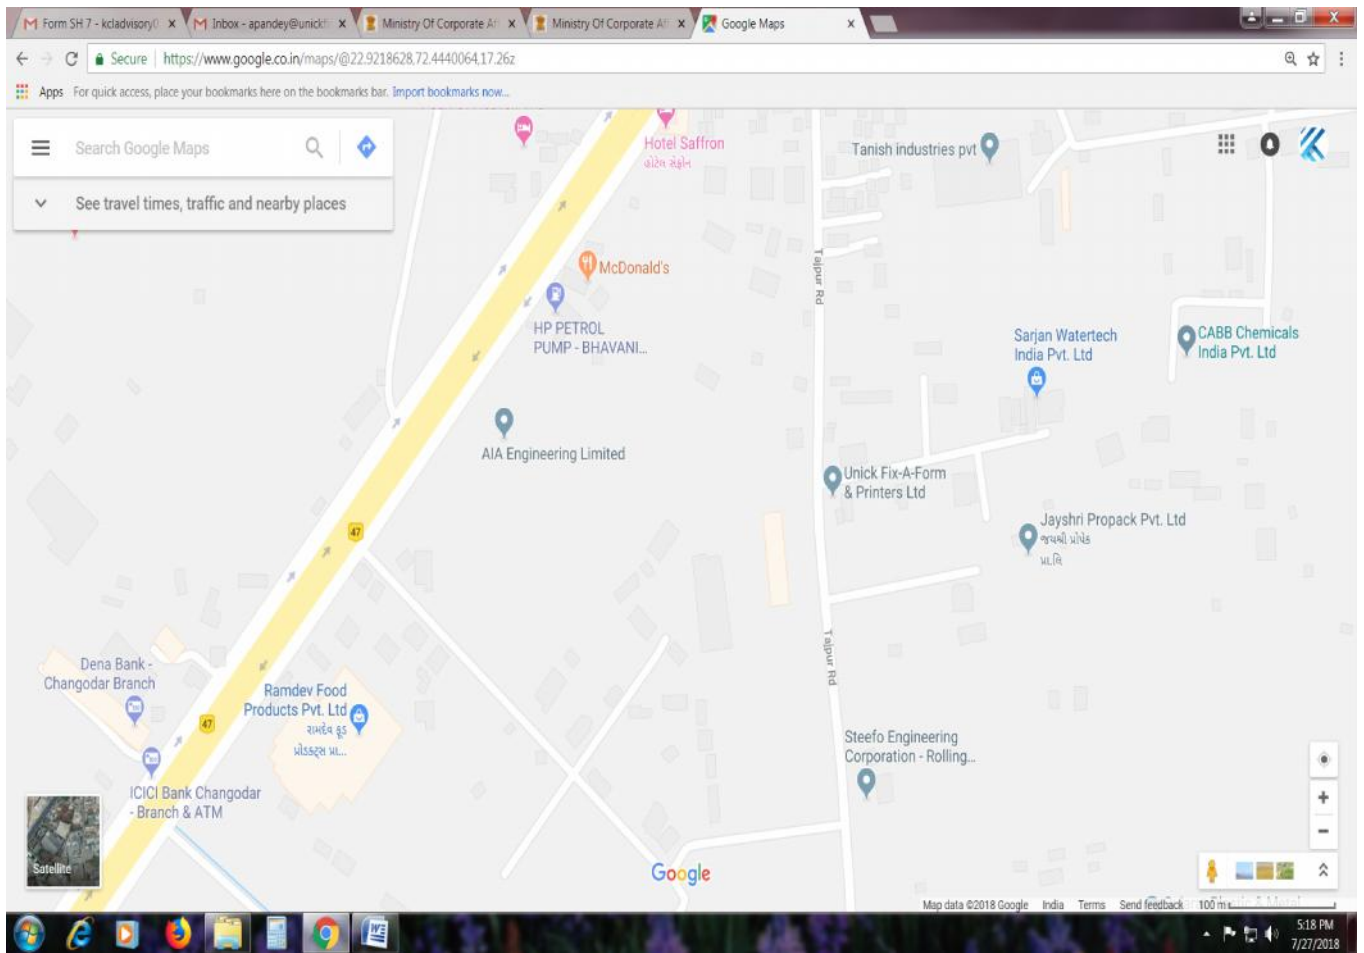 Form SH 7 - kcladvisory0
Inbox - apandey@unickfi
Ministry Of Corporate Af
Ministry Of Corporate Af
Google Maps
Secure https://www.google.co.in/maps/@22.9218628,72.4440064,17.26z
Apps For quick access, place your bookmarks here on the bookmarks bar. Import bookmarks now...
Search Google Maps
See travel times, traffic and nearby places
Hotel Saffron
હોટેલ સેફ્રોન
Tanish industries pvt
McDonald's
Tajpur Rd
HP PETROL
PUMP - BHAVANI...
Sarjan Watertech
India Pvt. Ltd
CABB Chemicals
India Pvt. Ltd
AIA Engineering Limited
Unick Fix-A-Form
& Printers Ltd
Jayshri Propack Pvt. Ltd
જયશ્રી પ્રોપેક
પ્રા.લિ
47
Tajpur Rd
Dena Bank -
Changodar Branch
Ramdev Food
Products Pvt. Ltd
રામદેવ ફૂડ
પ્રોડક્ટ્સ પ્રા...
47
Steefo Engineering
Corporation - Rolling...
ICICI Bank Changodar
- Branch & ATM
Satellite
Google
Map data ©2018 Google India Terms Send feedback 100 m
5:18 PM
7/27/2018